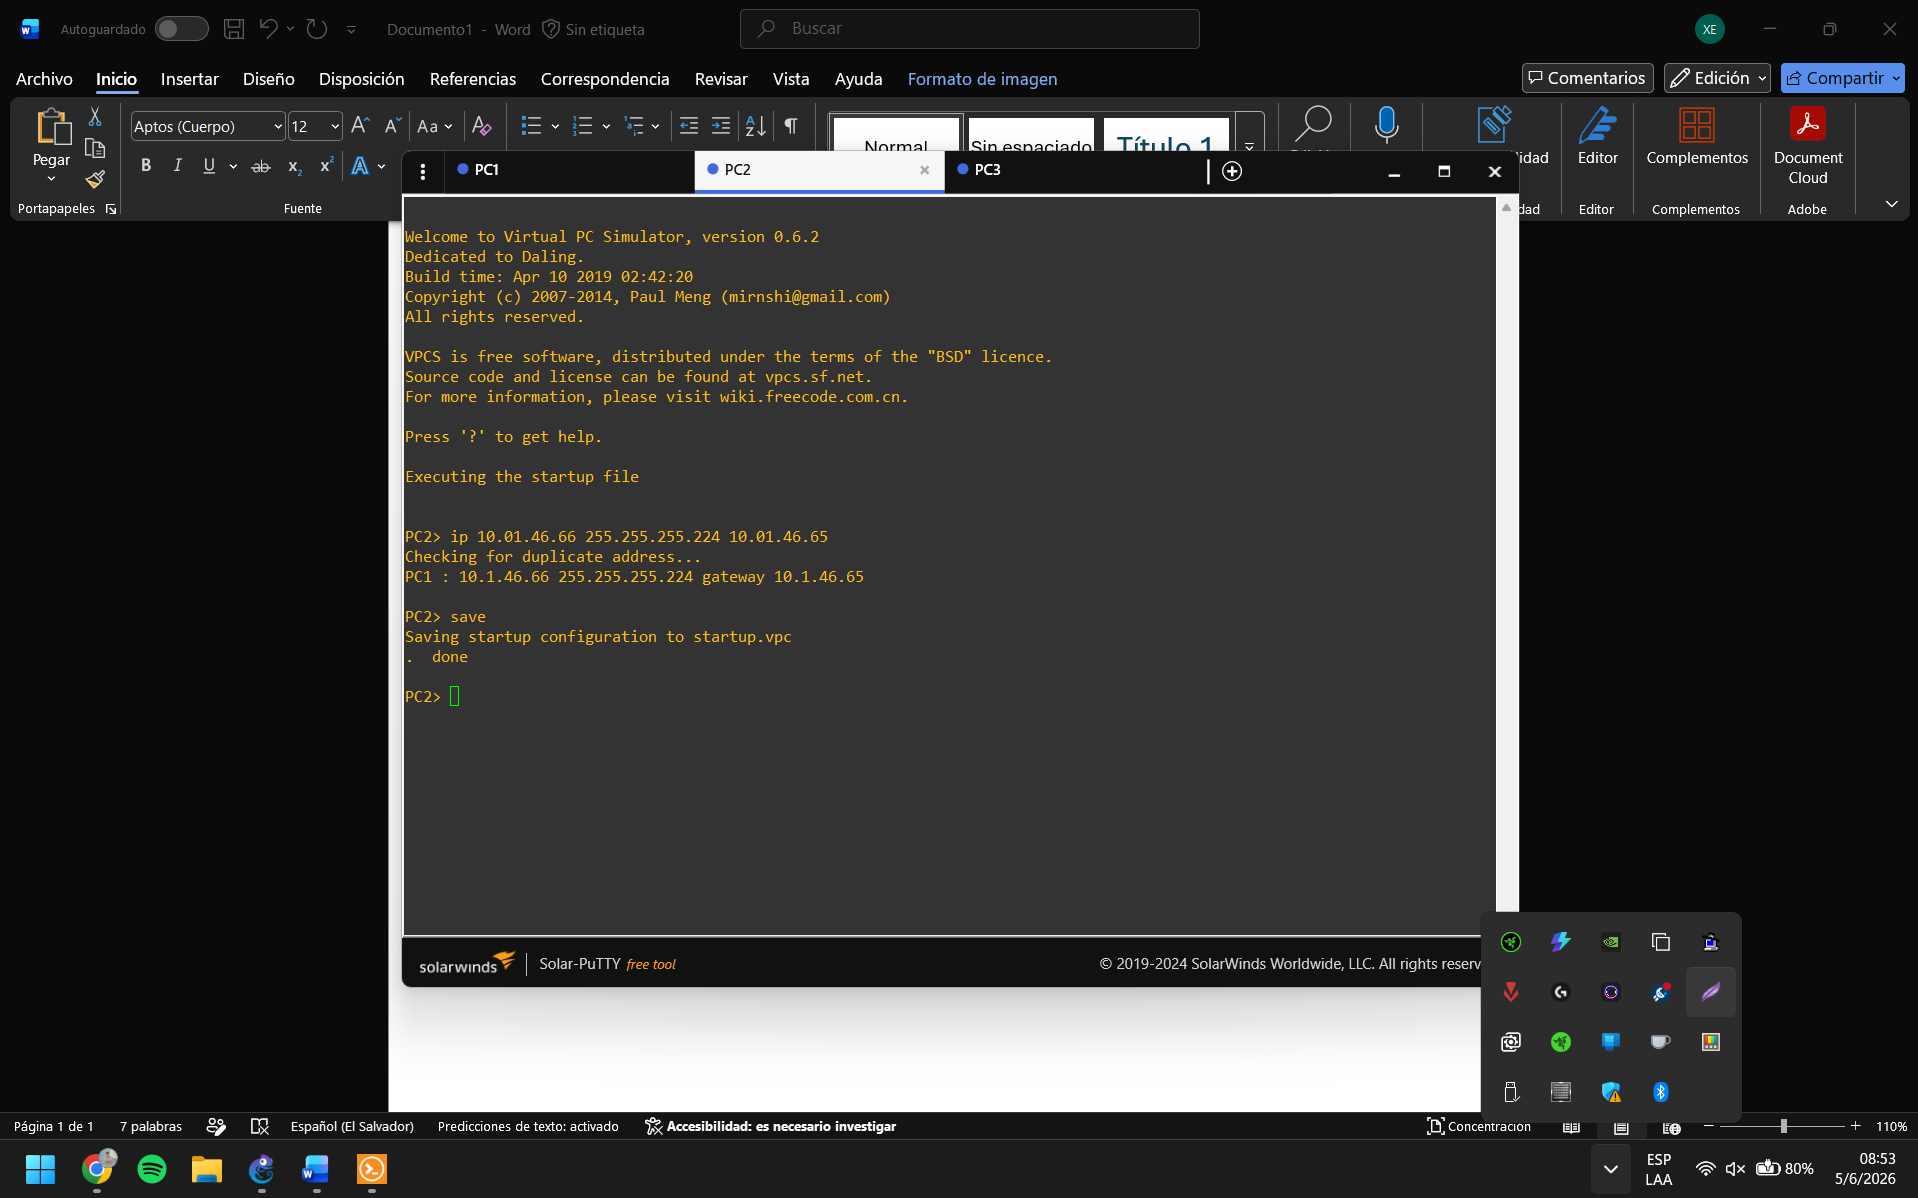 Autoguardado
Documento1 - Word
Sin etiqueta
Buscar
XE
Archivo Inicio Insertar Diseño Disposición Referencias Correspondencia Revisar Vista Ayuda Formato de imagen
Comentarios Edición Compartir
Pegar
Portapapeles
Aptos (Cuerpo) 12
Fuente
Normal
Sin espaciado
Título 1
Editor
Editor
Complementos
Complementos
Document
Cloud
Adobe
PC1
PC2
PC3
Welcome to Virtual PC Simulator, version 0.6.2
Dedicated to Daling.
Build time: Apr 10 2019 02:42:20
Copyright (c) 2007-2014, Paul Meng (mirnshi@gmail.com)
All rights reserved.
VPCS is free software, distributed under the terms of the "BSD" licence.
Source code and license can be found at vpcs.sf.net.
For more information, please visit wiki.freecode.com.cn.
Press '?' to get help.
Executing the startup file
PC2> ip 10.01.46.66 255.255.255.224 10.01.46.65
Checking for duplicate address...
PC1 : 10.1.46.66 255.255.255.224 gateway 10.1.46.65
PC2> save
Saving startup configuration to startup.vpc
. done
PC2>
solarwinds
Solar-PuTTY free tool
© 2019-2024 SolarWinds Worldwide, LLC. All rights reserv
Página 1 de 1
7 palabras
Español (El Salvador)
Predicciones de texto: activado
Accesibilidad: es necesario investigar
Concentración
110%
ESP
LAA
80%
08:53
5/6/2026